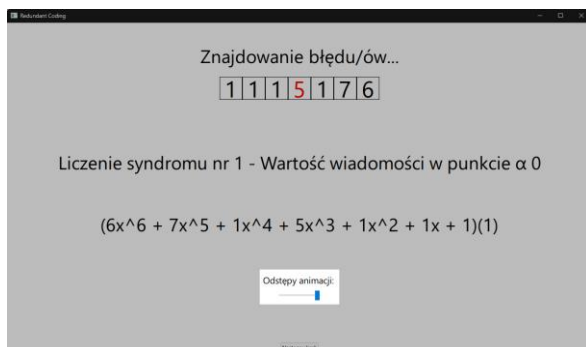 Redundant Coding
Znajdowanie błędu/ów...
1 1 1 5 1 7 6
Liczenie syndromu nr 1 - Wartość wiadomości w punkcie α 0
(6x^6 + 7x^5 + 1x^4 + 5x^3 + 1x^2 + 1x + 1)(1)
Odstępy animacji: